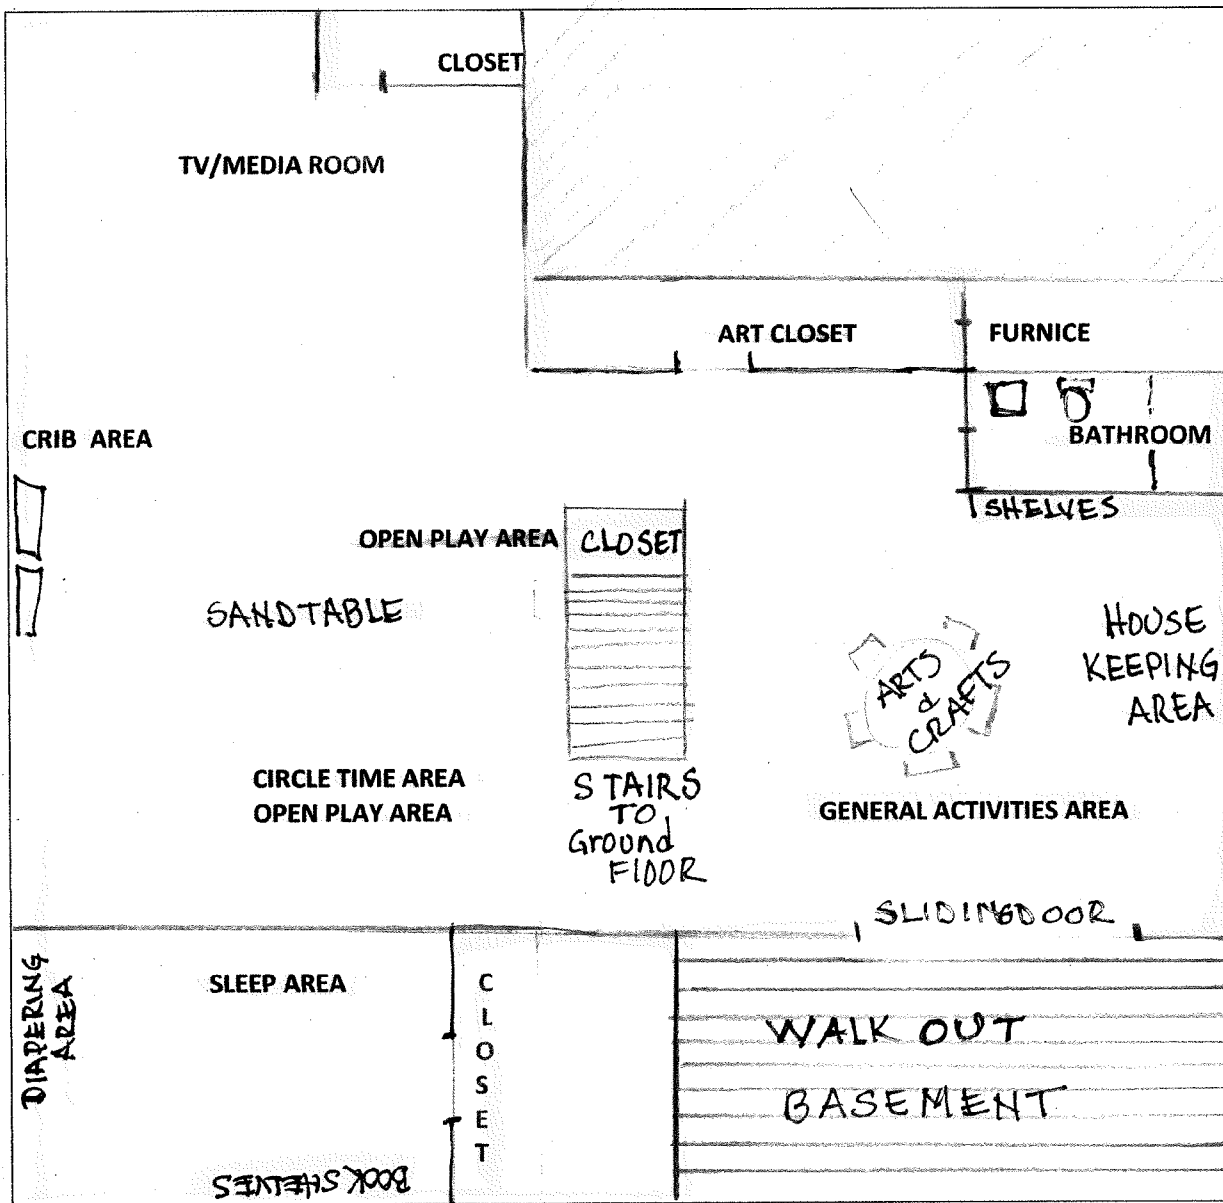 CLOSET
TV/MEDIA ROOM
ART CLOSET
FURNICE
CRIB AREA
BATHROOM
SHELVES
OPEN PLAY AREA
CLOSET
SANDTABLE
HOUSE
KEEPING
AREA
ARTS
&
CRAFTS
CIRCLE TIME AREA
OPEN PLAY AREA
STAIRS
TO
Ground
FlOOR
GENERAL ACTIVITIES AREA
SLIDINGDOOR
DIAPERING
AREA
SLEEP AREA
CLOSET
WALK OUT
BASEMENT
BOOK SHELVES